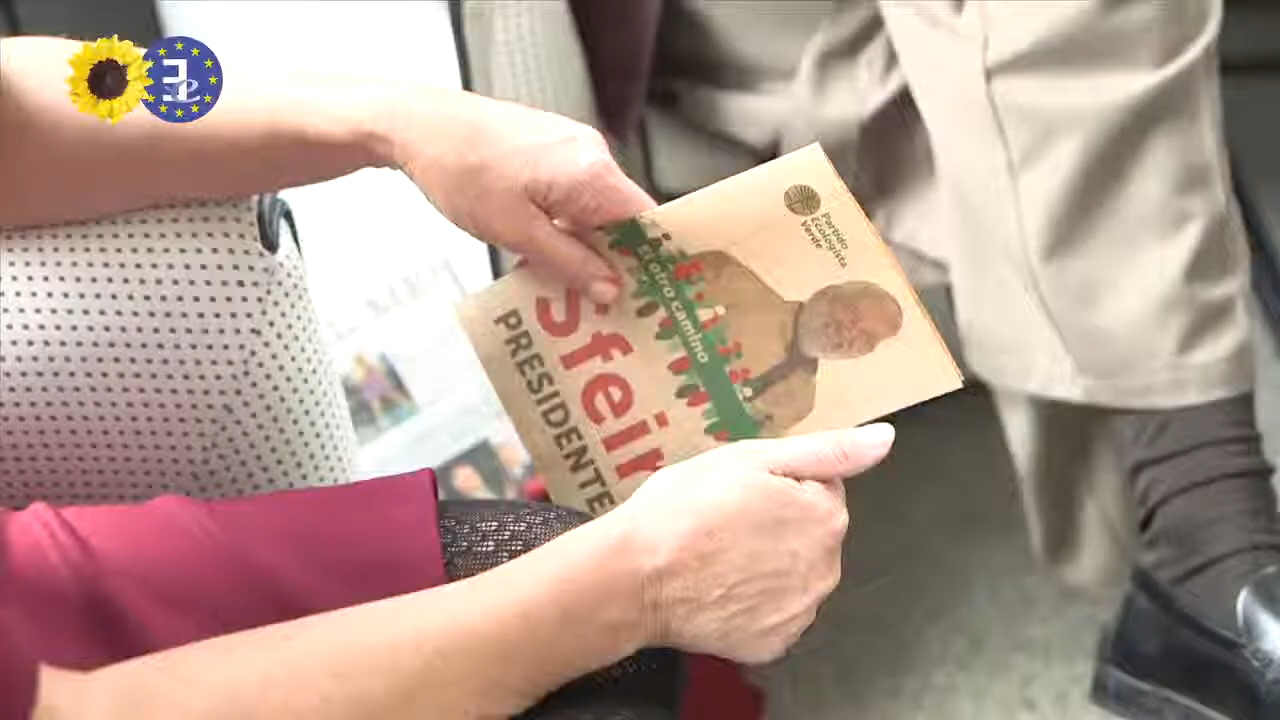 Partido
Ecologista
Verde
El otro camino
Sfeir
PRESIDENTE